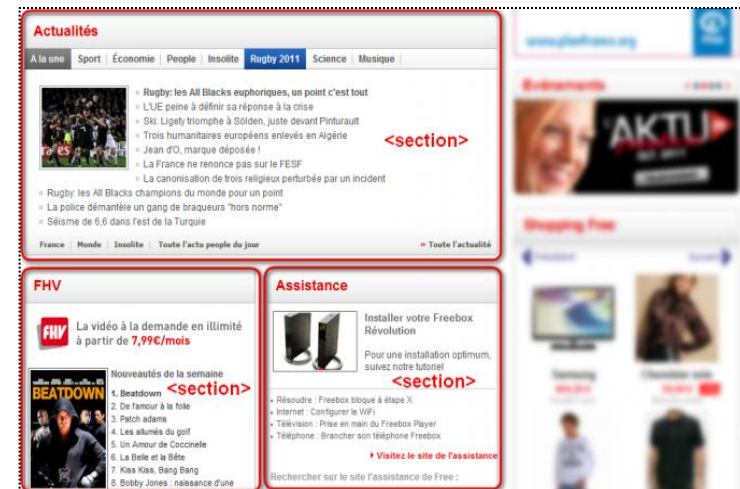 Actualités
A la une Sport Économie People Insolite Rugby 2011 Science Musique
Rugby: les All Blacks euphoriques, un point c'est tout
L'UE peine à définir sa réponse à la crise
Ski: Ligety triomphe à Sölden, juste devant Pinturault
Trois humanitaires européens enlevés en Algérie
Jean d'O, marque déposée !
La France ne renonce pas sur le FESF
La canonisation de trois religieux perturbée par un incident
<section>
Rugby: les All Blacks champions du monde pour un point
La police démantèle un gang de braqueurs "hors norme"
Séisme de 6,6 dans l'est de la Turquie
France Monde Insolite Toute l'actu people du jour
» Toute l'actualité
FHV
FHV
La vidéo à la demande en illimité
à partir de 7,99€/mois
BEATDOWN
Nouveautés de la semaine
<section>
1. Beatdown
2. De l'amour à la folie
3. Patch adams
4. Les allumés du golf
5. Un Amour de Coccinelle
6. La Belle et la Bête
7. Kiss Kiss, Bang Bang
8. Bobby Jones : naissance d'une
Assistance
Installer votre Freebox
Révolution
Pour une installation optimum,
suivez notre tutoriel
<section>
Résoudre : Freebox bloque à étape X
Internet : Configurer le WiFi
Télévision : Prise en main du Freebox Player
Téléphone : Brancher son téléphone Freebox
Visitez le site de l'assistance
Rechercher sur le site l'assistance de Free :
www.planfrance.org
Evénements
AKTU
Shopping Free
Précédent
Suivant
Samsung